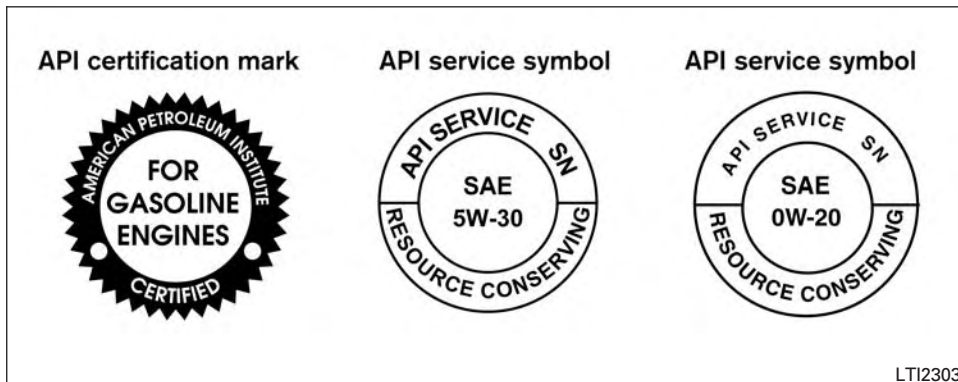 API certification mark
AMERICAN PETROLEUM INSTITUTE
FOR
GASOLINE
ENGINES
CERTIFIED
API service symbol
API SERVICE SN
SAE
5W-30
RESOURCE CONSERVING
API service symbol
API SERVICE SN
SAE
0W-20
RESOURCE CONSERVING
LTI2303